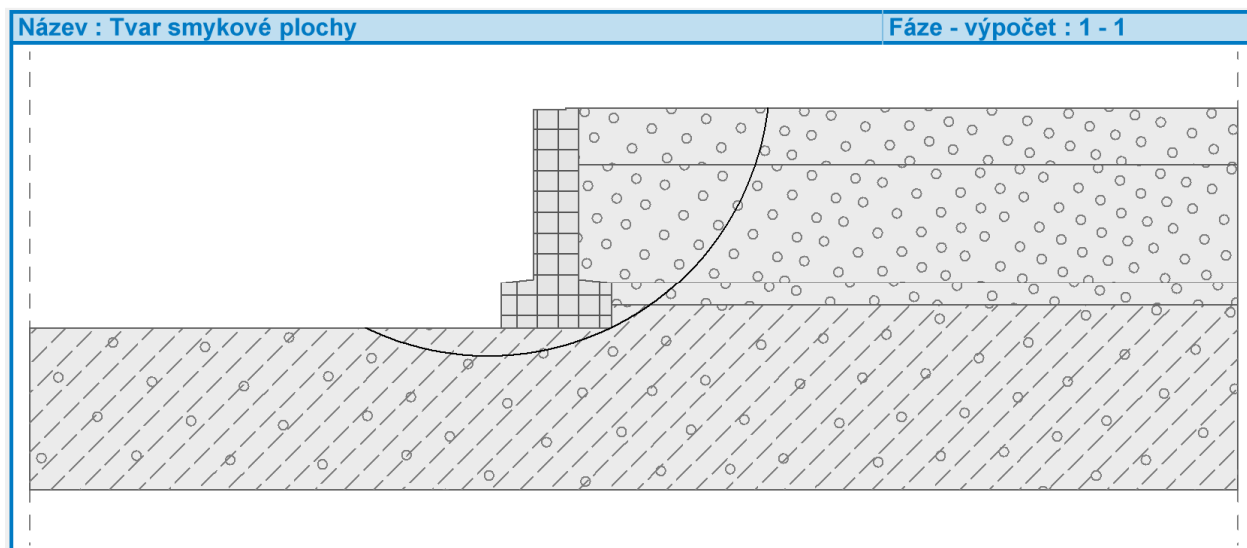 Název : Tvar smykové plochy
Fáze - výpočet : 1 - 1